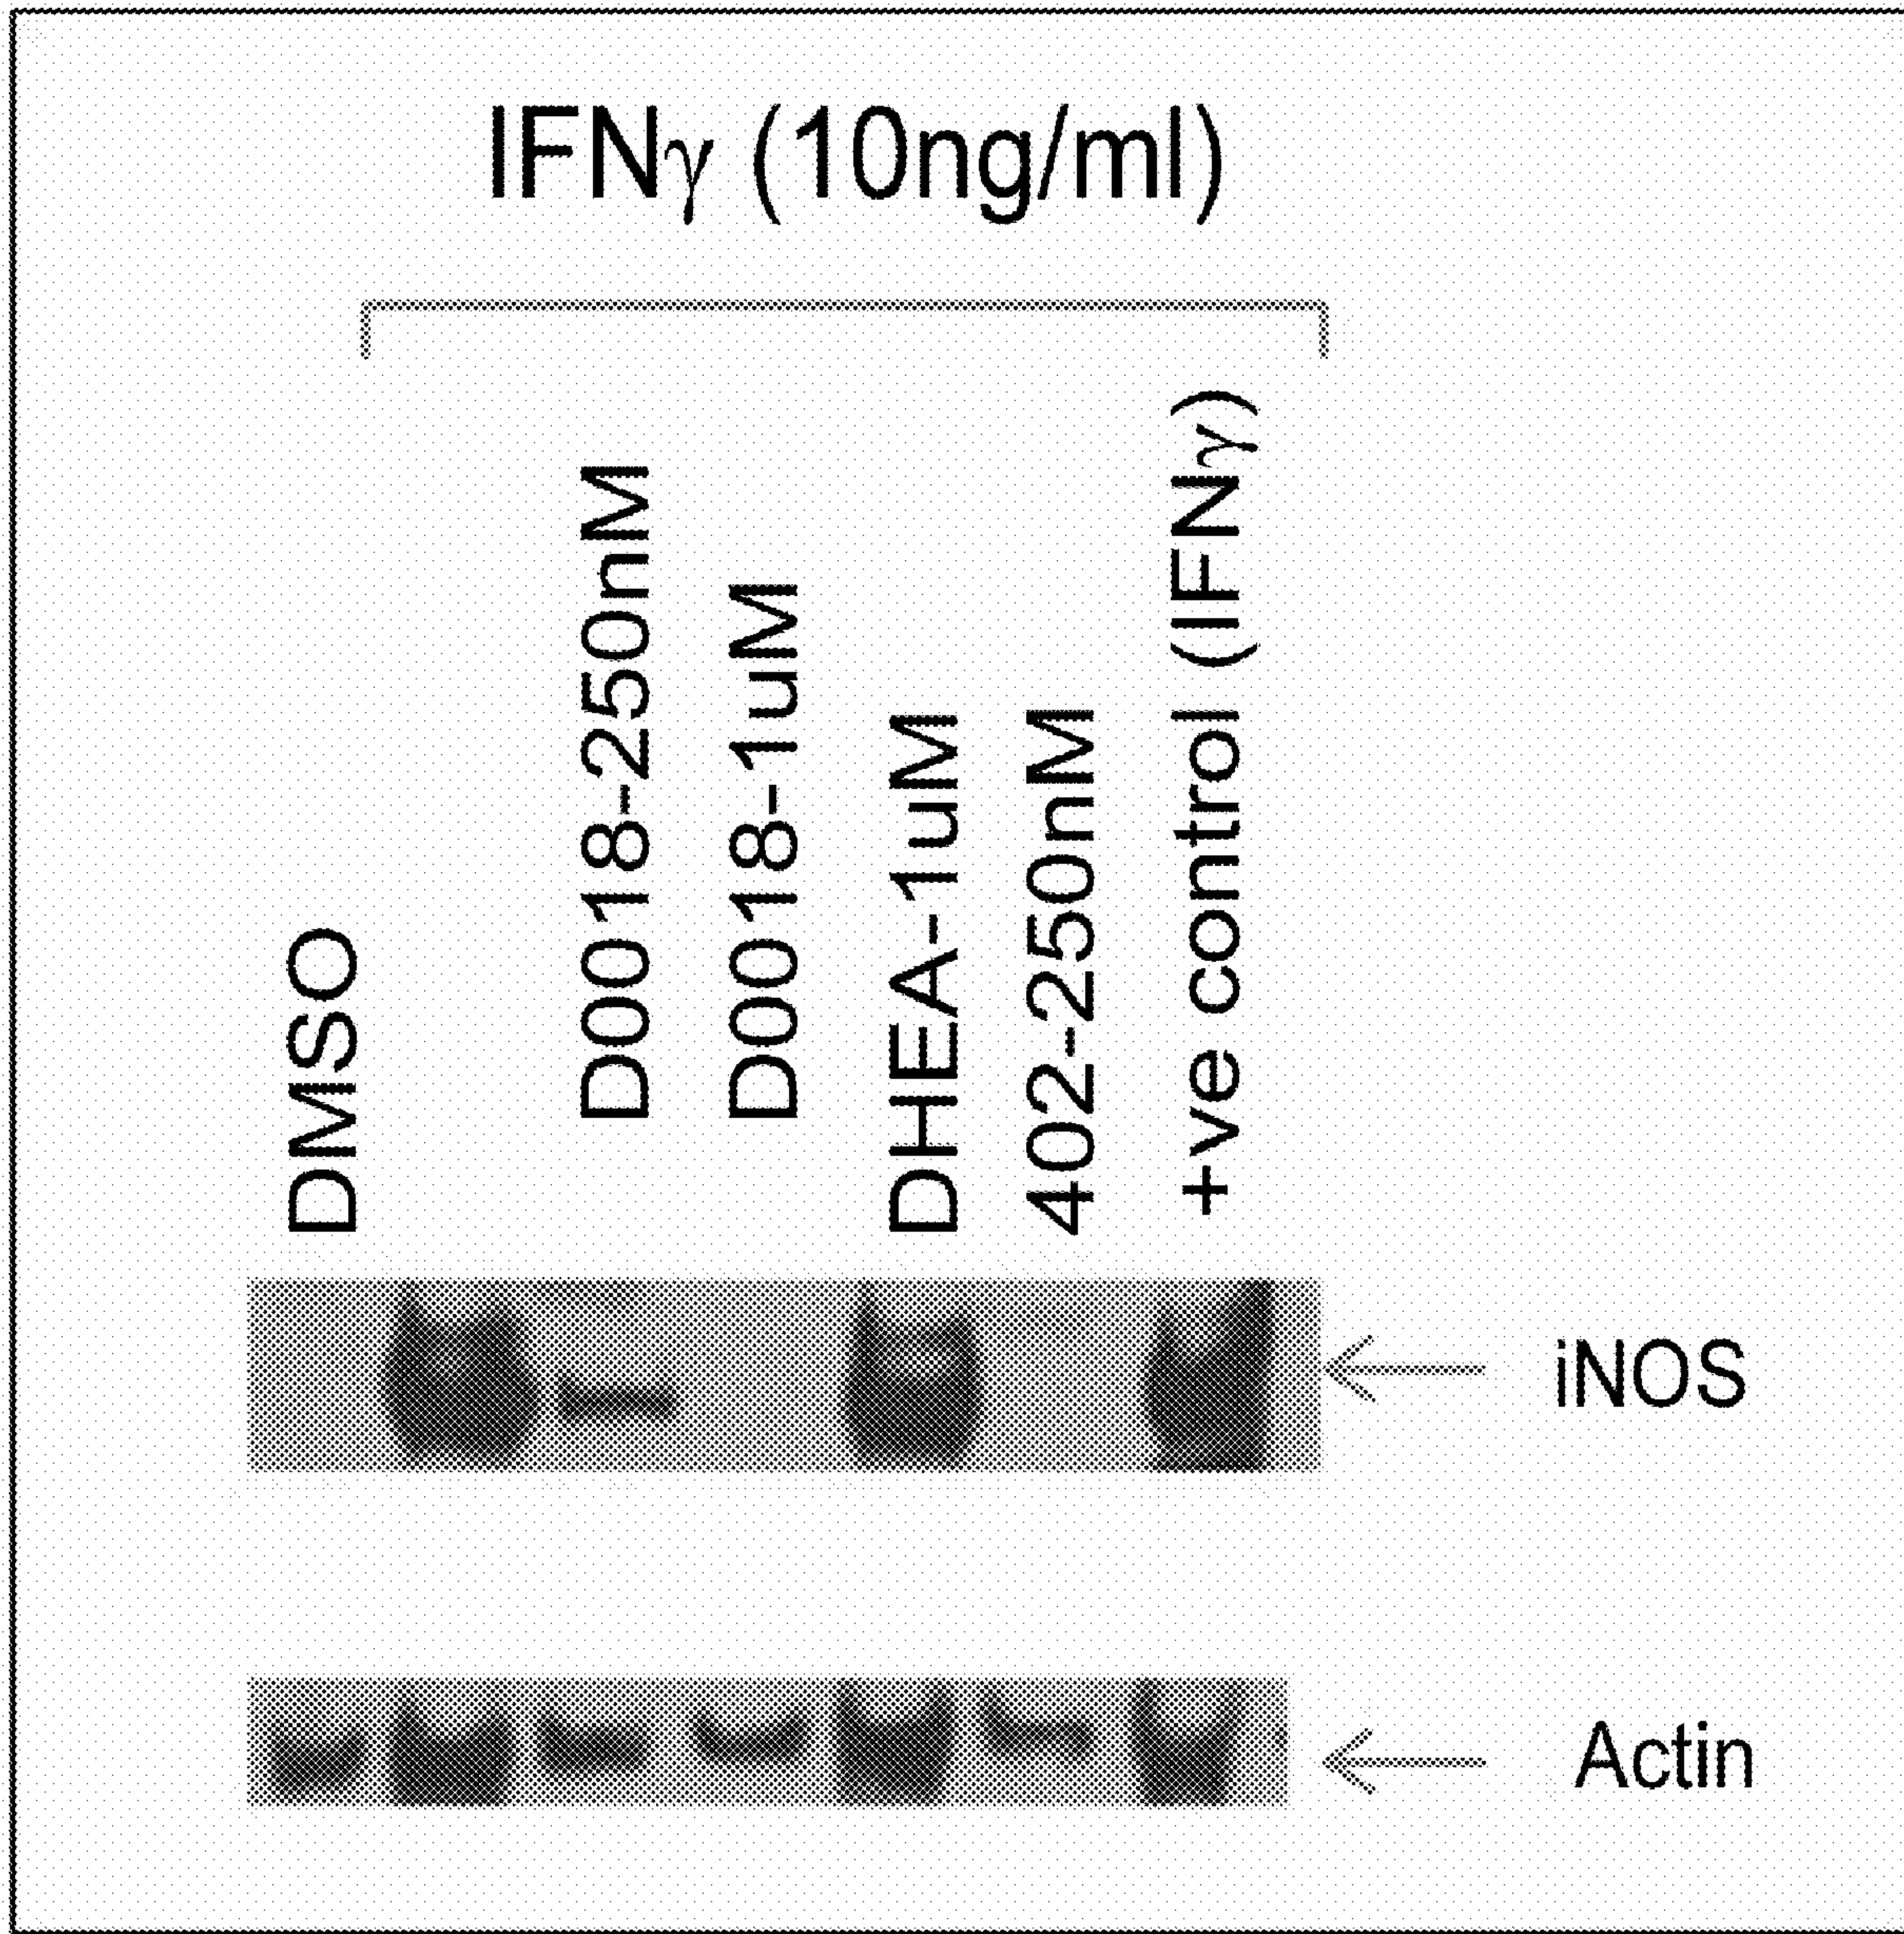 IFNγ (10ng/ml)
DMSO
D0018-250nM
D0018-1uM
DHEA-1uM
402-250nM
+ve control (IFNγ)
iNOS
Actin